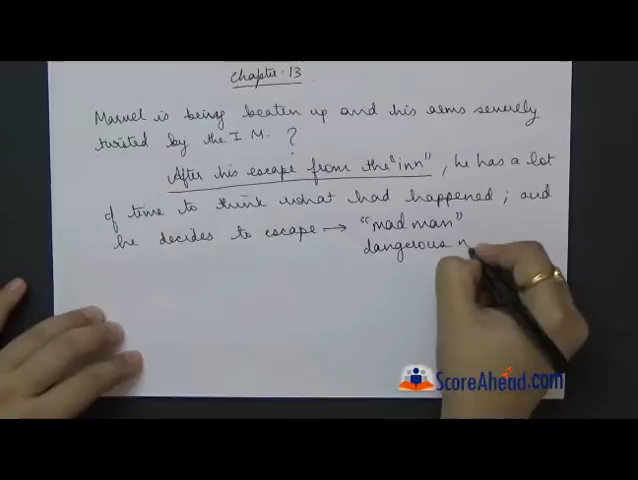 Chapter: 13
Marvel is being beaten up and his arms severely
twisted by the I.M. ?
After his escape from the "inn", he has a lot
of time to think what had happened; and
he decides to escape → "mad man"
dangerous
ScoreAhead.com